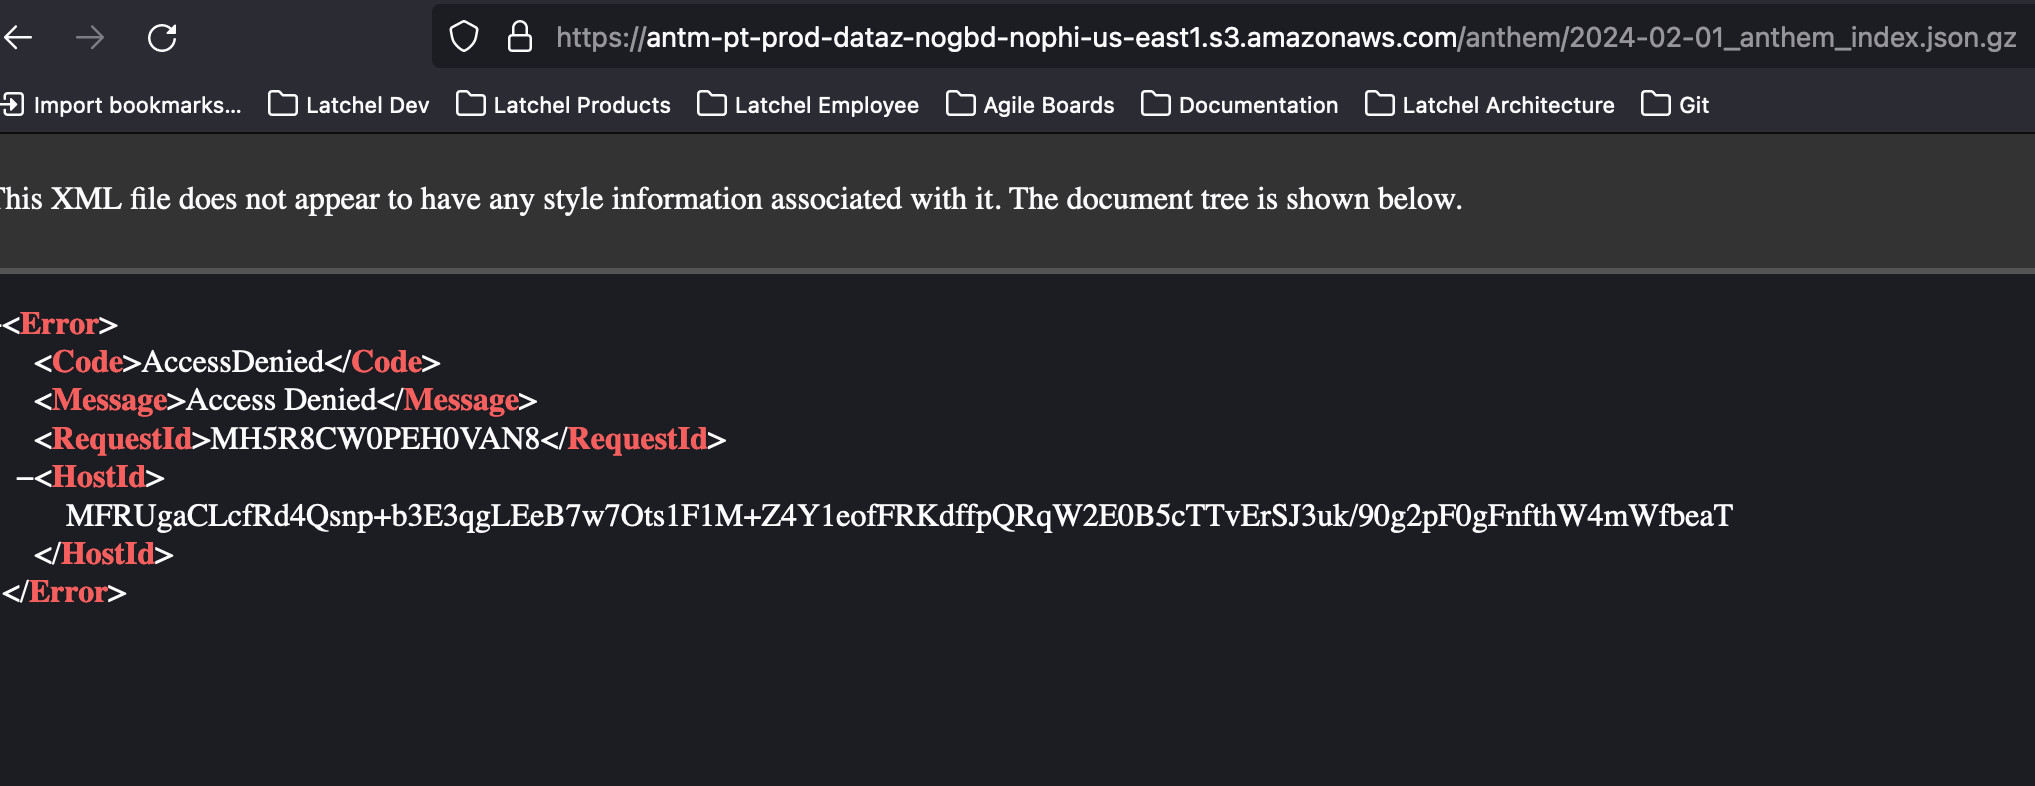 https://antm-pt-prod-dataz-nogbd-nophi-us-east1.s3.amazonaws.com/anthem/2024-02-01_anthem_index.json.gz
Import bookmarks... Latchel Dev Latchel Products Latchel Employee Agile Boards Documentation Latchel Architecture Git
This XML file does not appear to have any style information associated with it. The document tree is shown below.
-<Error>
<Code>AccessDenied</Code>
<Message>Access Denied</Message>
<RequestId>MH5R8CW0PEH0VAN8</RequestId>
–<HostId>
MFRUgaCLcfRd4Qsnp+b3E3qgLEeB7w7Ots1F1M+Z4Y1eofFRKdffpQRqW2E0B5cTTvErSJ3uk/90g2pF0gFnfthW4mWfbeaT
</HostId>
</Error>